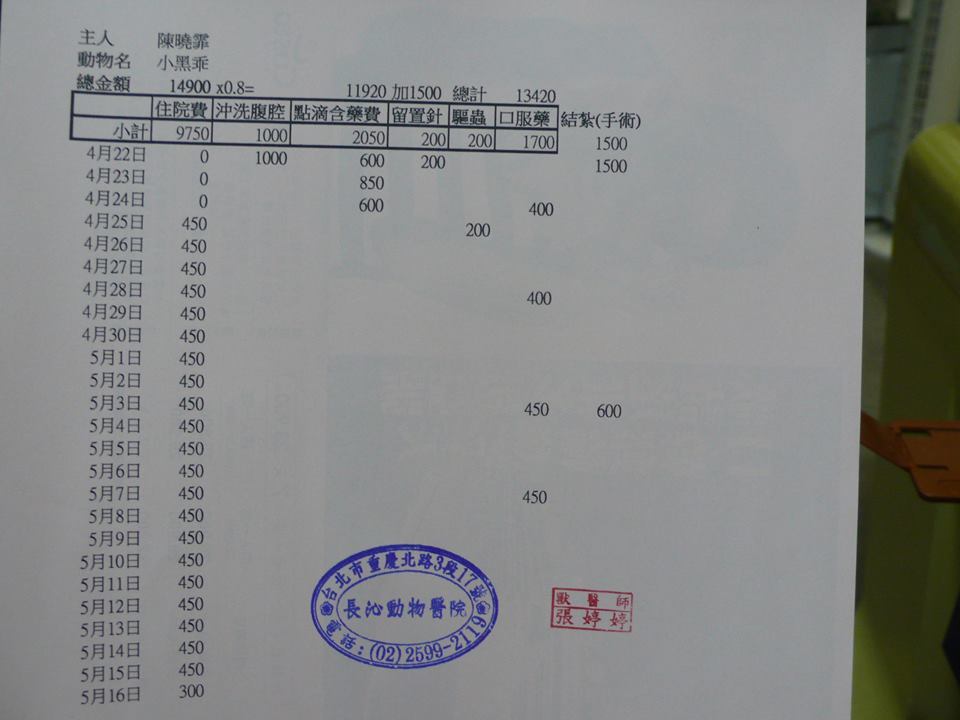 主人 陳曉霏
動物名 小黑乖
總金額 14900 x0.8= 11920 加1500 總計 13420
住院費 沖洗腹腔 點滴含藥費 留置針 驅蟲 口服藥 結紮(手術)
小計 9750 1000 2050 200 200 1700 1500
4月22日 0 1000 600 200 1500
4月23日 0 850
4月24日 0 600 400
4月25日 450 200
4月26日 450
4月27日 450
4月28日 450 400
4月29日 450
4月30日 450
5月1日 450
5月2日 450
5月3日 450 450 600
5月4日 450
5月5日 450
5月6日 450
5月7日 450 450
5月8日 450
5月9日 450
5月10日 450
5月11日 450
5月12日 450
5月13日 450
5月14日 450
5月15日 450
5月16日 300
台北市重慶北路3段17號
長沁動物醫院
電話:(02)2599-2119
獸醫師
張婷婷